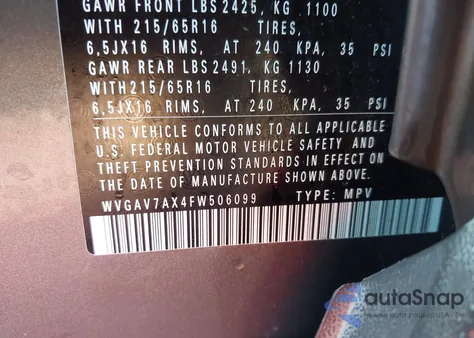 GAWR FRONT LBS 2425, KG 1100
WITH 215/65R16 TIRES,
6,5JX16 RIMS, AT 240 KPA, 35 PSI
GAWR REAR LBS 2491, KG 1130
WITH215/65R16 TIRES,
6,5JX16 RIMS, AT 240 KPA, 35 PSI
THIS VEHICLE CONFORMS TO ALL APPLICABLE
U.S. FEDERAL MOTOR VEHICLE SAFETY AND
THEFT PREVENTION STANDARDS IN EFFECT ON
THE DATE OF MANUFACTURE SHOWN ABOVE.
WVGAV7AX4FW506099 TYPE: MPV
autaSnap